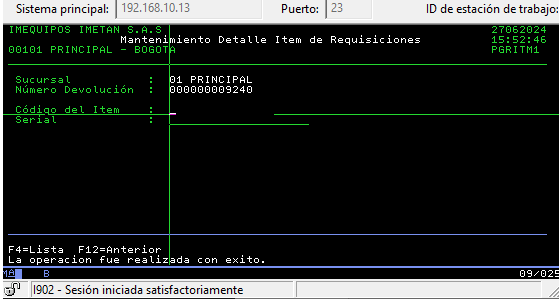 Sistema principal: 192.168.10.13 Puerto: 23 ID de estación de trabajo:
IMEQUIPOS IMETAN S.A.S 27062024
Mantenimiento Detalle Item de Requisiciones 15:52:46
00101 PRINCIPAL - BOGOTA PGRITM1
Sucursal : 01 PRINCIPAL
Número Devolución : 000000009240
Código del Item :
Serial :
F4=Lista F12=Anterior
La operacion fue realizada con exito.
MA B 09/025
I902 - Sesión iniciada satisfactoriamente